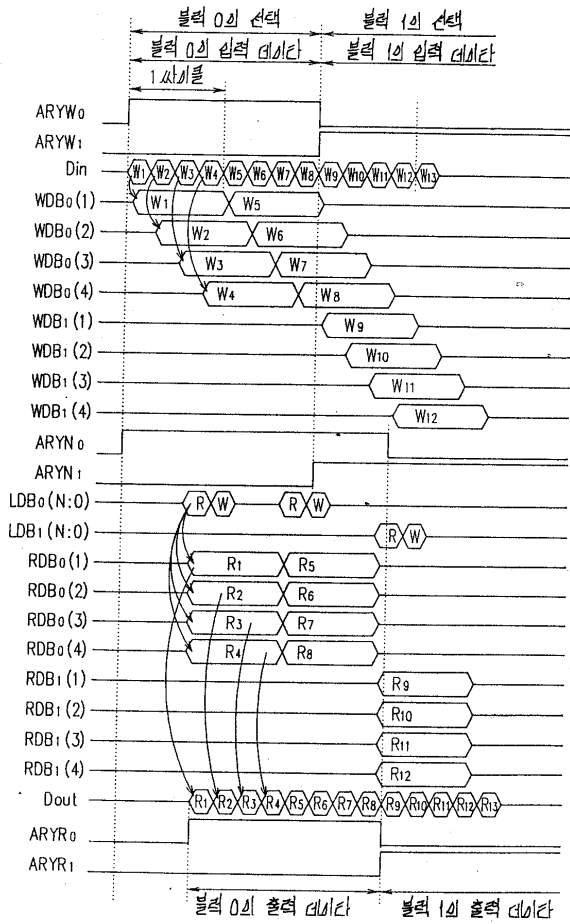 블럭 0의 선택 블럭 1의 선택
블럭 0의 입력 데이타 블럭 1의 입력 데이타
1 싸이클
ARYW0
ARYW1
Din W1 W2 W3 W4 W5 W6 W7 W8 W9 W10 W11 W12 W13
WDB0(1) W1 W5
WDB0(2) W2 W6
WDB0(3) W3 W7
WDB0(4) W4 W8
WDB1(1) W9
WDB1(2) W10
WDB1(3) W11
WDB1(4) W12
ARYN0
ARYN1
LDB0(N:0) R W R W
LDB1(N:0) R W
RDB0(1) R1 R5
RDB0(2) R2 R6
RDB0(3) R3 R7
RDB0(4) R4 R8
RDB1(1) R9
RDB1(2) R10
RDB1(3) R11
RDB1(4) R12
Dout R1 R2 R3 R4 R5 R6 R7 R8 R9 R10 R11 R12 R13
ARYR0
ARYR1
블럭 0의 출력 데이타 블럭 1의 출력 데이타